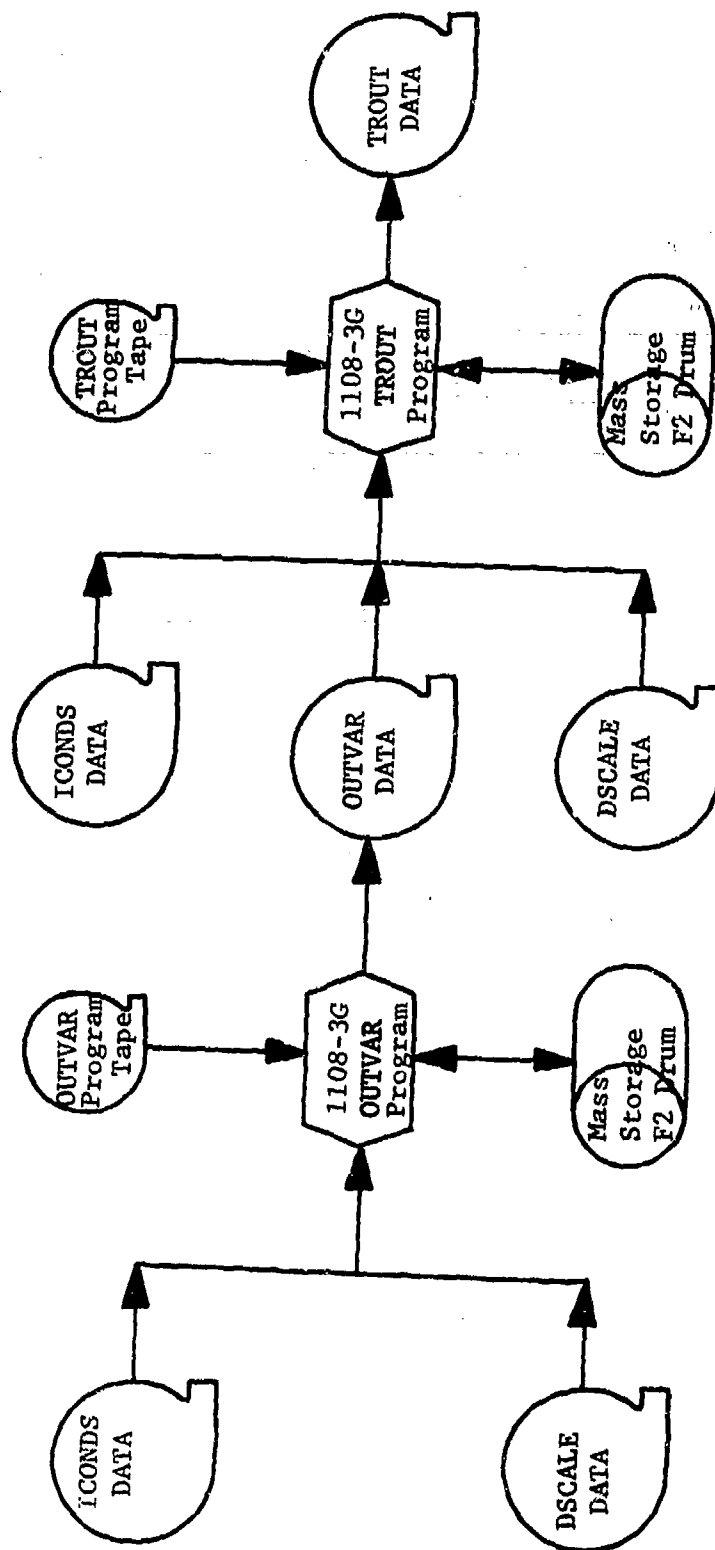 ICONDS
DATA
DSCALE
DATA
OUTVAR
Program
Tape
1108-3G
OUTVAR
Program
Mass
Storage
F2 Drum
ICONDS
DATA
OUTVAR
DATA
DSCALE
DATA
TROUT
Program
Tape
1108-3G
TROUT
Program
Mass
Storage
F2 Drum
TROUT
DATA